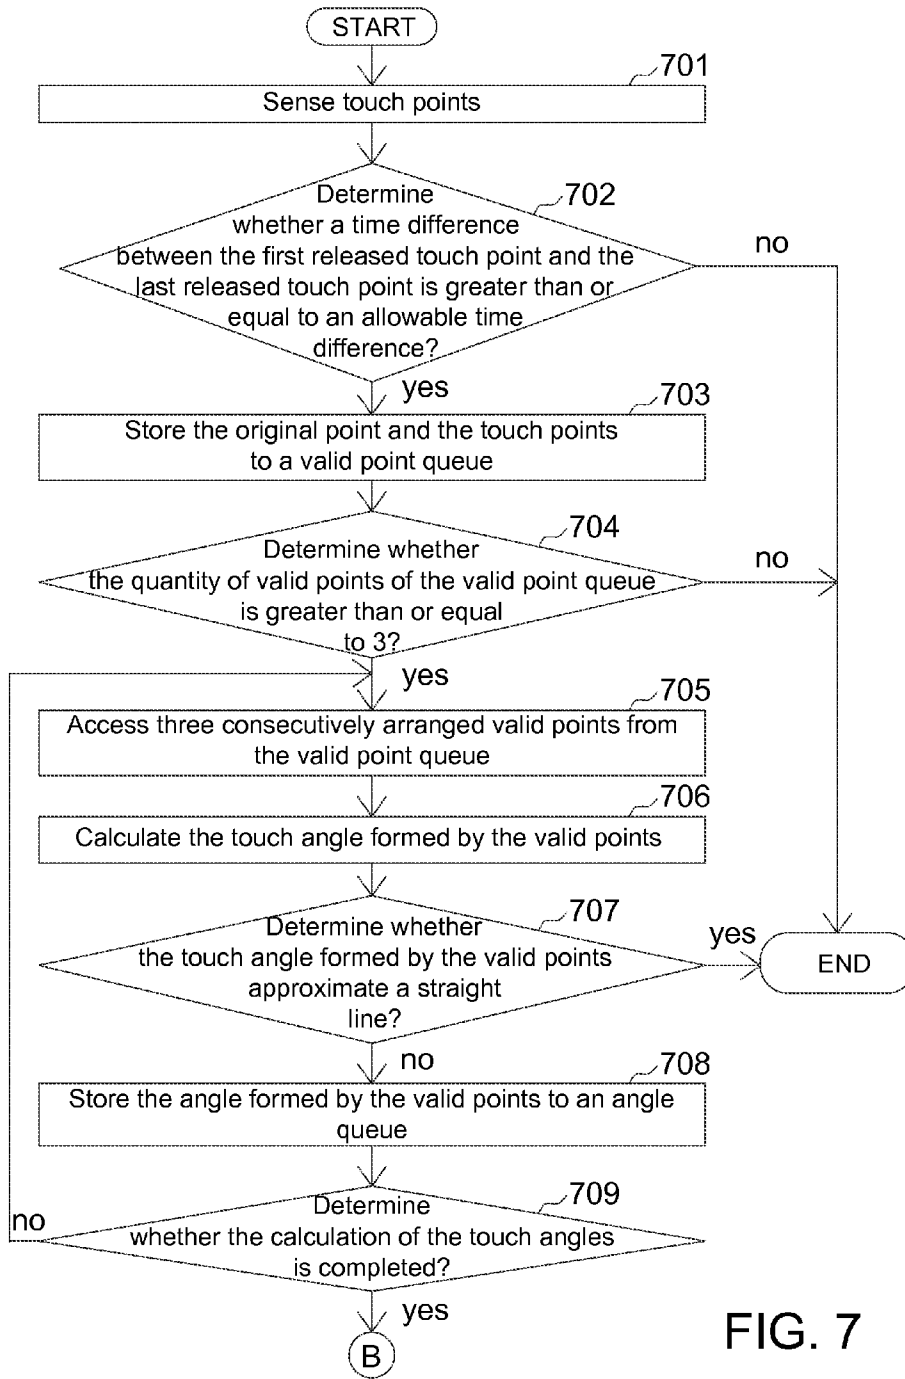 START
701
Sense touch points
702
Determine
whether a time difference
between the first released touch point and the
last released touch point is greater than or
equal to an allowable time
difference?
no
yes
703
Store the original point and the touch points
to a valid point queue
704
Determine whether
the quantity of valid points of the valid point queue
is greater than or equal
to 3?
no
yes
705
Access three consecutively arranged valid points from
the valid point queue
706
Calculate the touch angle formed by the valid points
707
Determine whether
the touch angle formed by the valid points
approximate a straight
line?
yes
END
no
708
Store the angle formed by the valid points to an angle
queue
709
Determine
whether the calculation of the touch angles
is completed?
no
yes
B
FIG. 7